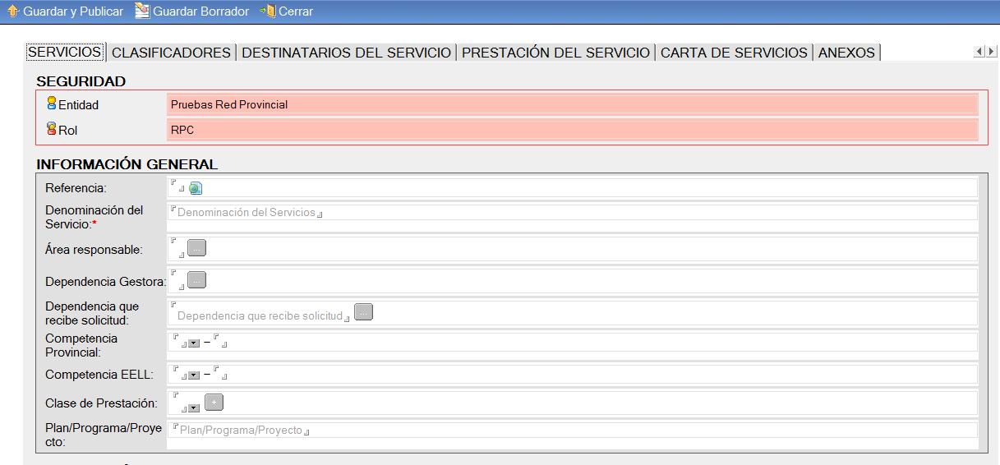 Guardar y Publicar Guardar Borrador Cerrar
SERVICIOS CLASIFICADORES DESTINATARIOS DEL SERVICIO PRESTACIÓN DEL SERVICIO CARTA DE SERVICIOS ANEXOS
SEGURIDAD
Entidad Pruebas Red Provincial
Rol RPC
INFORMACIÓN GENERAL
Referencia:
Denominación del
Servicio:* Denominación del Servicios
Área responsable: ...
Dependencia Gestora: ...
Dependencia que
recibe solicitud: Dependencia que recibe solicitud ...
Competencia
Provincial: –
Competencia EELL: –
Clase de Prestación: +
Plan/Programa/Proye
cto: Plan/Programa/Proyecto